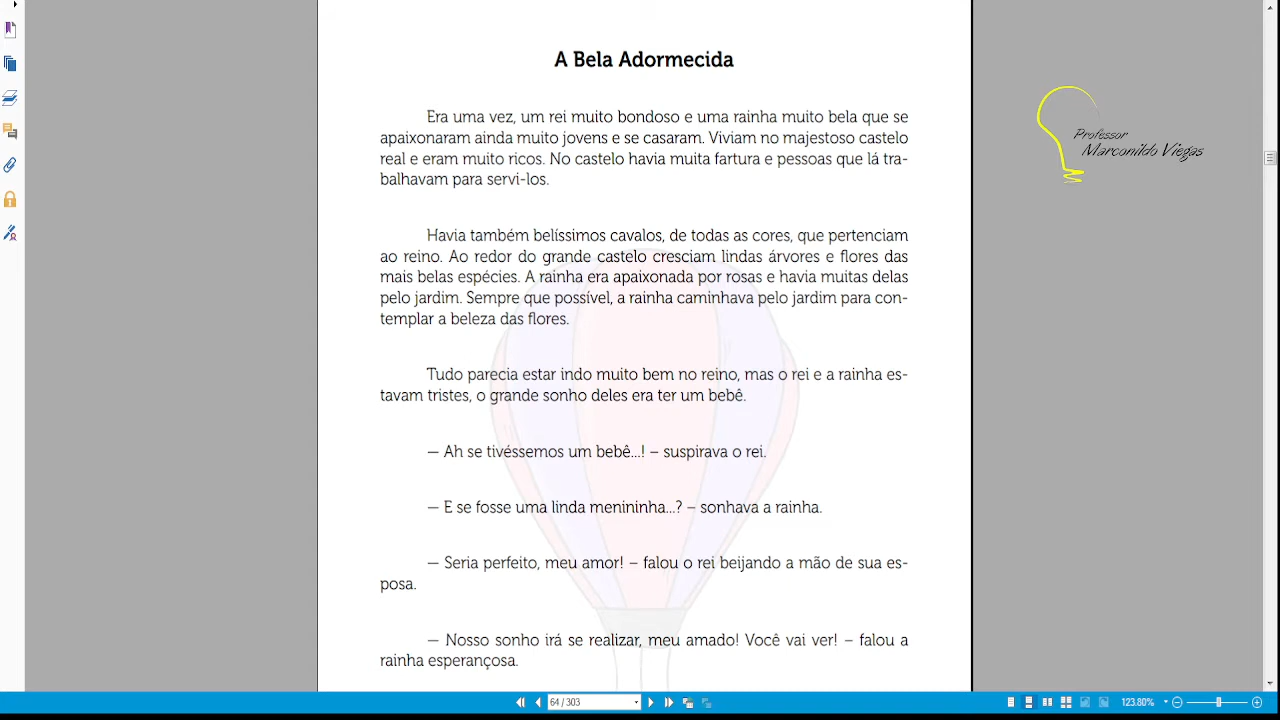 A Bela Adormecida
Era uma vez, um rei muito bondoso e uma rainha muito bela que se
apaixonaram ainda muito jovens e se casaram. Viviam no majestoso castelo
real e eram muito ricos. No castelo havia muita fartura e pessoas que lá tra-
balhavam para servi-los.
Havia também belíssimos cavalos, de todas as cores, que pertenciam
ao reino. Ao redor do grande castelo cresciam lindas árvores e flores das
mais belas espécies. A rainha era apaixonada por rosas e havia muitas delas
pelo jardim. Sempre que possível, a rainha caminhava pelo jardim para con-
templar a beleza das flores.
Tudo parecia estar indo muito bem no reino, mas o rei e a rainha es-
tavam tristes, o grande sonho deles era ter um bebê.
— Ah se tivéssemos um bebê...! – suspirava o rei.
— E se fosse uma linda menininha...? – sonhava a rainha.
— Seria perfeito, meu amor! – falou o rei beijando a mão de sua es-
posa.
— Nosso sonho irá se realizar, meu amado! Você vai ver! – falou a
rainha esperançosa.
Professor
Marconildo Viegas
64 / 303
123.80%